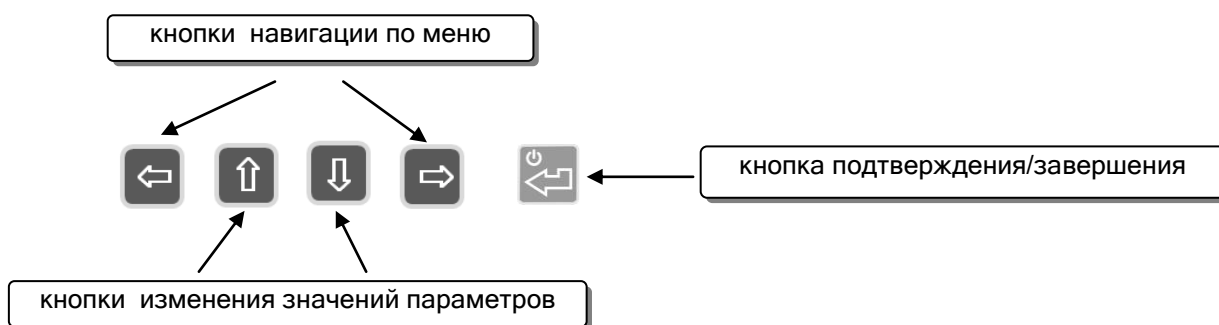 кнопки навигации по меню
кнопка подтверждения/завершения
кнопки изменения значений параметров